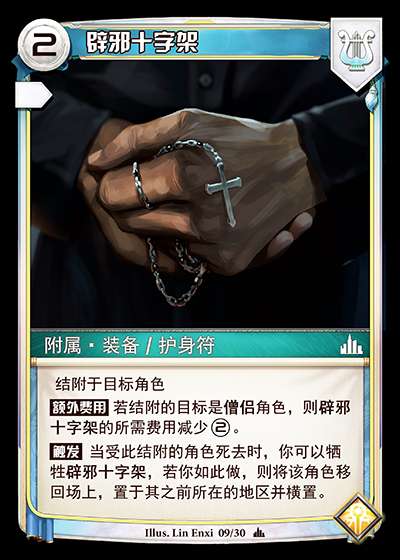 2
辟邪十字架
附属·装备 / 护身符
结附于目标角色
额外费用 若结附的目标是僧侣角色，则辟邪
十字架的所需费用减少②。
触发 当受此结附的角色死去时，你可以牺
牲辟邪十字架，若你如此做，则将该角色移
回场上，置于其之前所在的地区并横置。
Illus. Lin Enxi 09/30